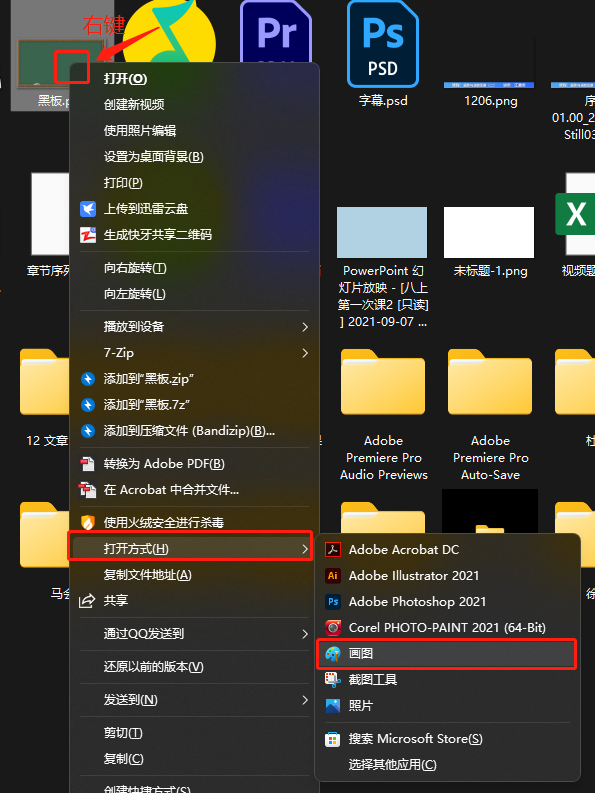 右键
Pr
Ps
PSD
黑板.p
字幕.psd
1206.png
序
01.00_2
Still03
打开(O)
创建新视频
使用照片编辑
设置为桌面背景(B)
打印(P)
上传到迅雷云盘
生成快牙共享二维码
向右旋转(T)
向左旋转(L)
播放到设备
7-Zip
添加到"黑板.zip"
添加到"黑板.7z"
添加到压缩文件 (Bandizip)(B)...
转换为 Adobe PDF(B)
在 Acrobat 中合并文件...
使用火绒安全进行杀毒
打开方式(H)
复制文件地址(A)
共享
通过QQ发送到
还原以前的版本(V)
发送到(N)
剪切(T)
复制(C)
创建快捷方式(S)
章节序列
PowerPoint 幻
灯片放映 - [八上
第一次课2 [只读]
] 2021-09-07 ...
未标题-1.png
X
视频题
12 文章
Adobe
Premiere Pro
Audio Previews
Adobe
Premiere Pro
Auto-Save
杜
马会
徐
Adobe Acrobat DC
Ai
Adobe Illustrator 2021
Ps
Adobe Photoshop 2021
Corel PHOTO-PAINT 2021 (64-Bit)
画图
截图工具
照片
搜索 Microsoft Store(S)
选择其他应用(C)